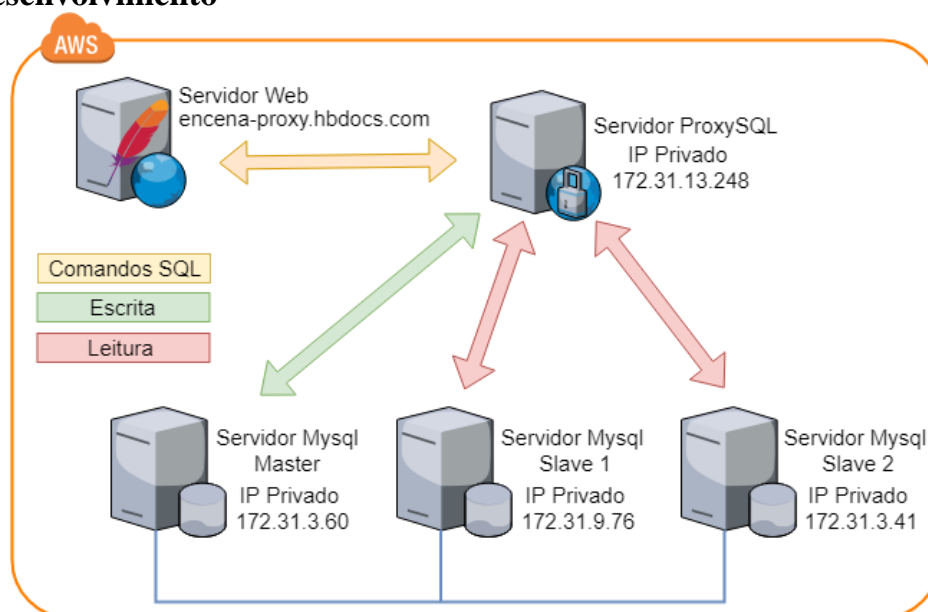 AWS
Servidor Web
encena-proxy.hbdocs.com
Servidor ProxySQL
IP Privado
172.31.13.248
Comandos SQL
Escrita
Leitura
Servidor Mysql
Master
IP Privado
172.31.3.60
Servidor Mysql
Slave 1
IP Privado
172.31.9.76
Servidor Mysql
Slave 2
IP Privado
172.31.3.41